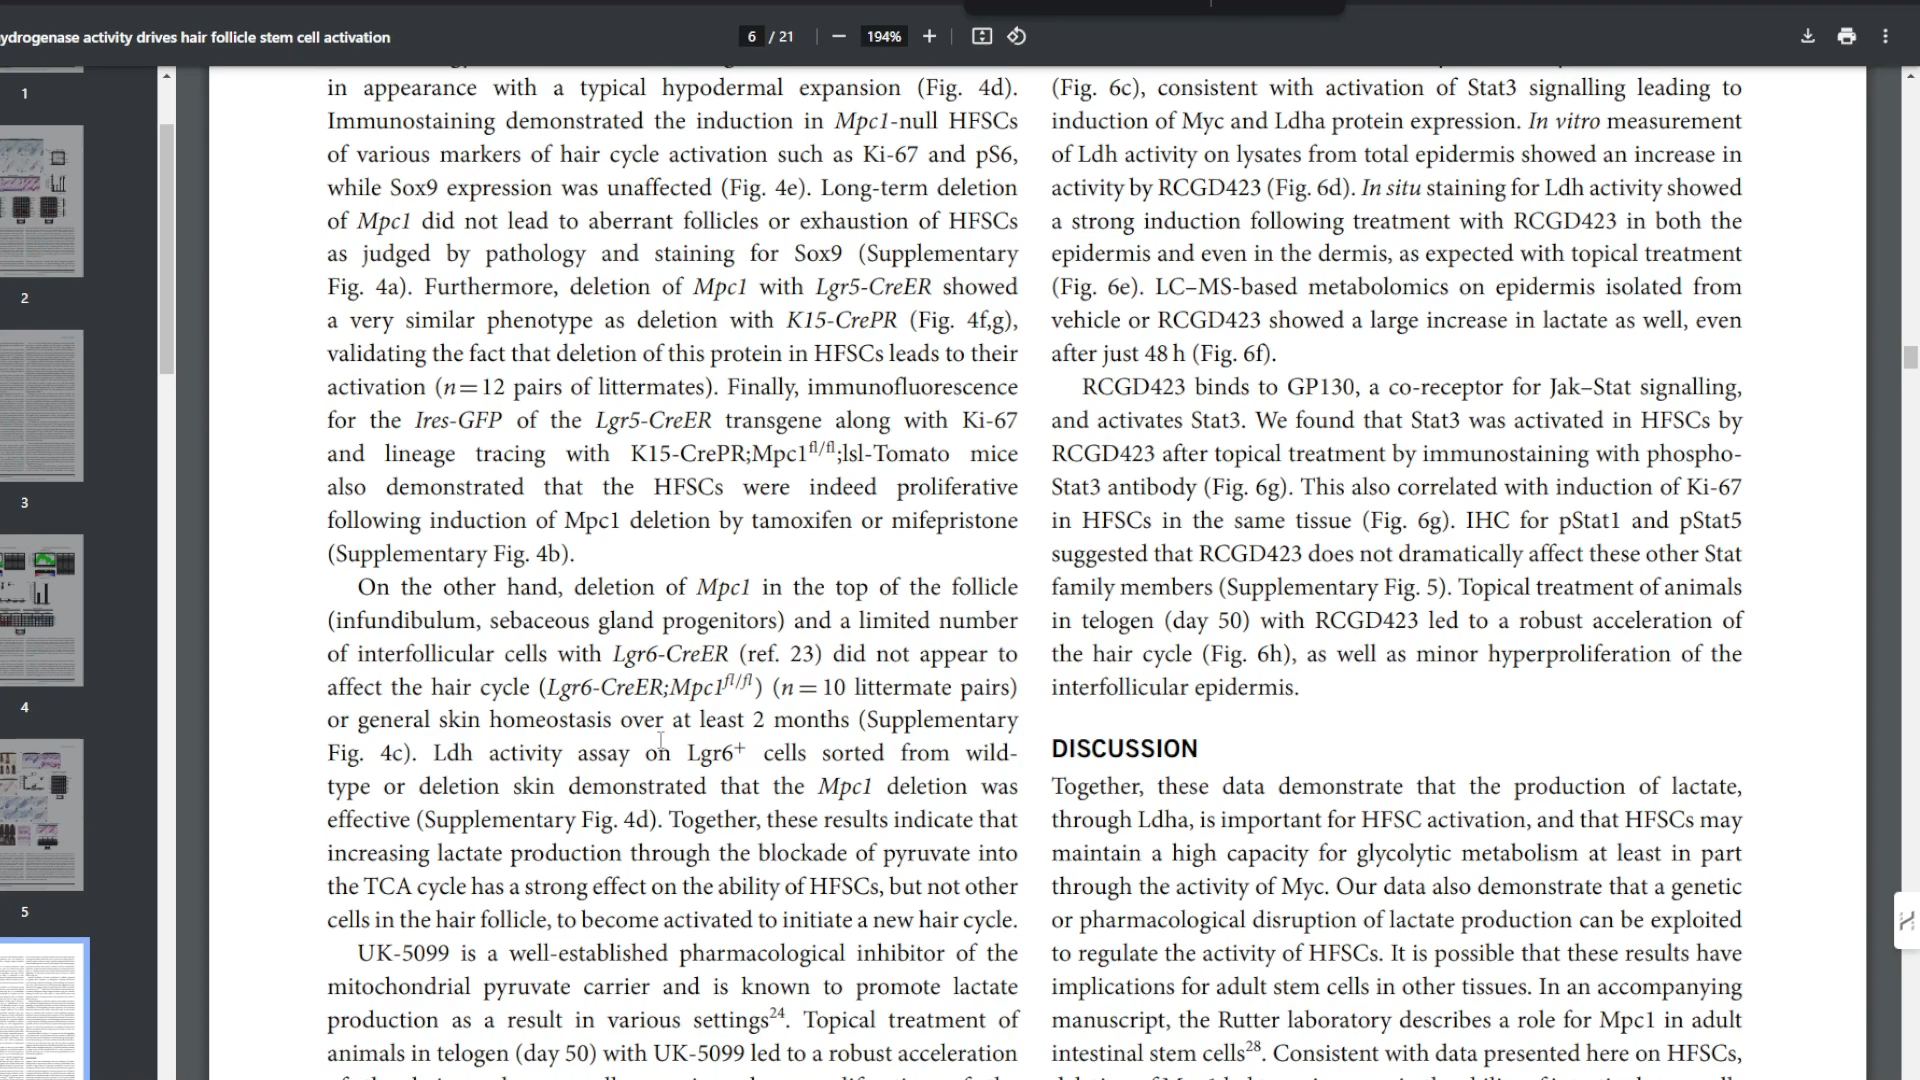 ydrogenase activity drives hair follicle stem cell activation
6 / 21
194%
1
2
3
4
5
in appearance with a typical hypodermal expansion (Fig. 4d).
Immunostaining demonstrated the induction in Mpc1-null HFSCs
of various markers of hair cycle activation such as Ki-67 and pS6,
while Sox9 expression was unaffected (Fig. 4e). Long-term deletion
of Mpc1 did not lead to aberrant follicles or exhaustion of HFSCs
as judged by pathology and staining for Sox9 (Supplementary
Fig. 4a). Furthermore, deletion of Mpc1 with Lgr5-CreER showed
a very similar phenotype as deletion with K15-CrePR (Fig. 4f,g),
validating the fact that deletion of this protein in HFSCs leads to their
activation (n = 12 pairs of littermates). Finally, immunofluorescence
for the Ires-GFP of the Lgr5-CreER transgene along with Ki-67
and lineage tracing with K15-CrePR;Mpc1fl/fl;lsl-Tomato mice
also demonstrated that the HFSCs were indeed proliferative
following induction of Mpc1 deletion by tamoxifen or mifepristone
(Supplementary Fig. 4b).
On the other hand, deletion of Mpc1 in the top of the follicle
(infundibulum, sebaceous gland progenitors) and a limited number
of interfollicular cells with Lgr6-CreER (ref. 23) did not appear to
affect the hair cycle (Lgr6-CreER;Mpc1fl/fl) (n = 10 littermate pairs)
or general skin homeostasis over at least 2 months (Supplementary
Fig. 4c). Ldh activity assay on Lgr6+ cells sorted from wild-
type or deletion skin demonstrated that the Mpc1 deletion was
effective (Supplementary Fig. 4d). Together, these results indicate that
increasing lactate production through the blockade of pyruvate into
the TCA cycle has a strong effect on the ability of HFSCs, but not other
cells in the hair follicle, to become activated to initiate a new hair cycle.
UK-5099 is a well-established pharmacological inhibitor of the
mitochondrial pyruvate carrier and is known to promote lactate
production as a result in various settings24. Topical treatment of
animals in telogen (day 50) with UK-5099 led to a robust acceleration
(Fig. 6c), consistent with activation of Stat3 signalling leading to
induction of Myc and Ldha protein expression. In vitro measurement
of Ldh activity on lysates from total epidermis showed an increase in
activity by RCGD423 (Fig. 6d). In situ staining for Ldh activity showed
a strong induction following treatment with RCGD423 in both the
epidermis and even in the dermis, as expected with topical treatment
(Fig. 6e). LC–MS-based metabolomics on epidermis isolated from
vehicle or RCGD423 showed a large increase in lactate as well, even
after just 48 h (Fig. 6f).
RCGD423 binds to GP130, a co-receptor for Jak–Stat signalling,
and activates Stat3. We found that Stat3 was activated in HFSCs by
RCGD423 after topical treatment by immunostaining with phospho-
Stat3 antibody (Fig. 6g). This also correlated with induction of Ki-67
in HFSCs in the same tissue (Fig. 6g). IHC for pStat1 and pStat5
suggested that RCGD423 does not dramatically affect these other Stat
family members (Supplementary Fig. 5). Topical treatment of animals
in telogen (day 50) with RCGD423 led to a robust acceleration of
the hair cycle (Fig. 6h), as well as minor hyperproliferation of the
interfollicular epidermis.
DISCUSSION
Together, these data demonstrate that the production of lactate,
through Ldha, is important for HFSC activation, and that HFSCs may
maintain a high capacity for glycolytic metabolism at least in part
through the activity of Myc. Our data also demonstrate that a genetic
or pharmacological disruption of lactate production can be exploited
to regulate the activity of HFSCs. It is possible that these results have
implications for adult stem cells in other tissues. In an accompanying
manuscript, the Rutter laboratory describes a role for Mpc1 in adult
intestinal stem cells28. Consistent with data presented here on HFSCs,